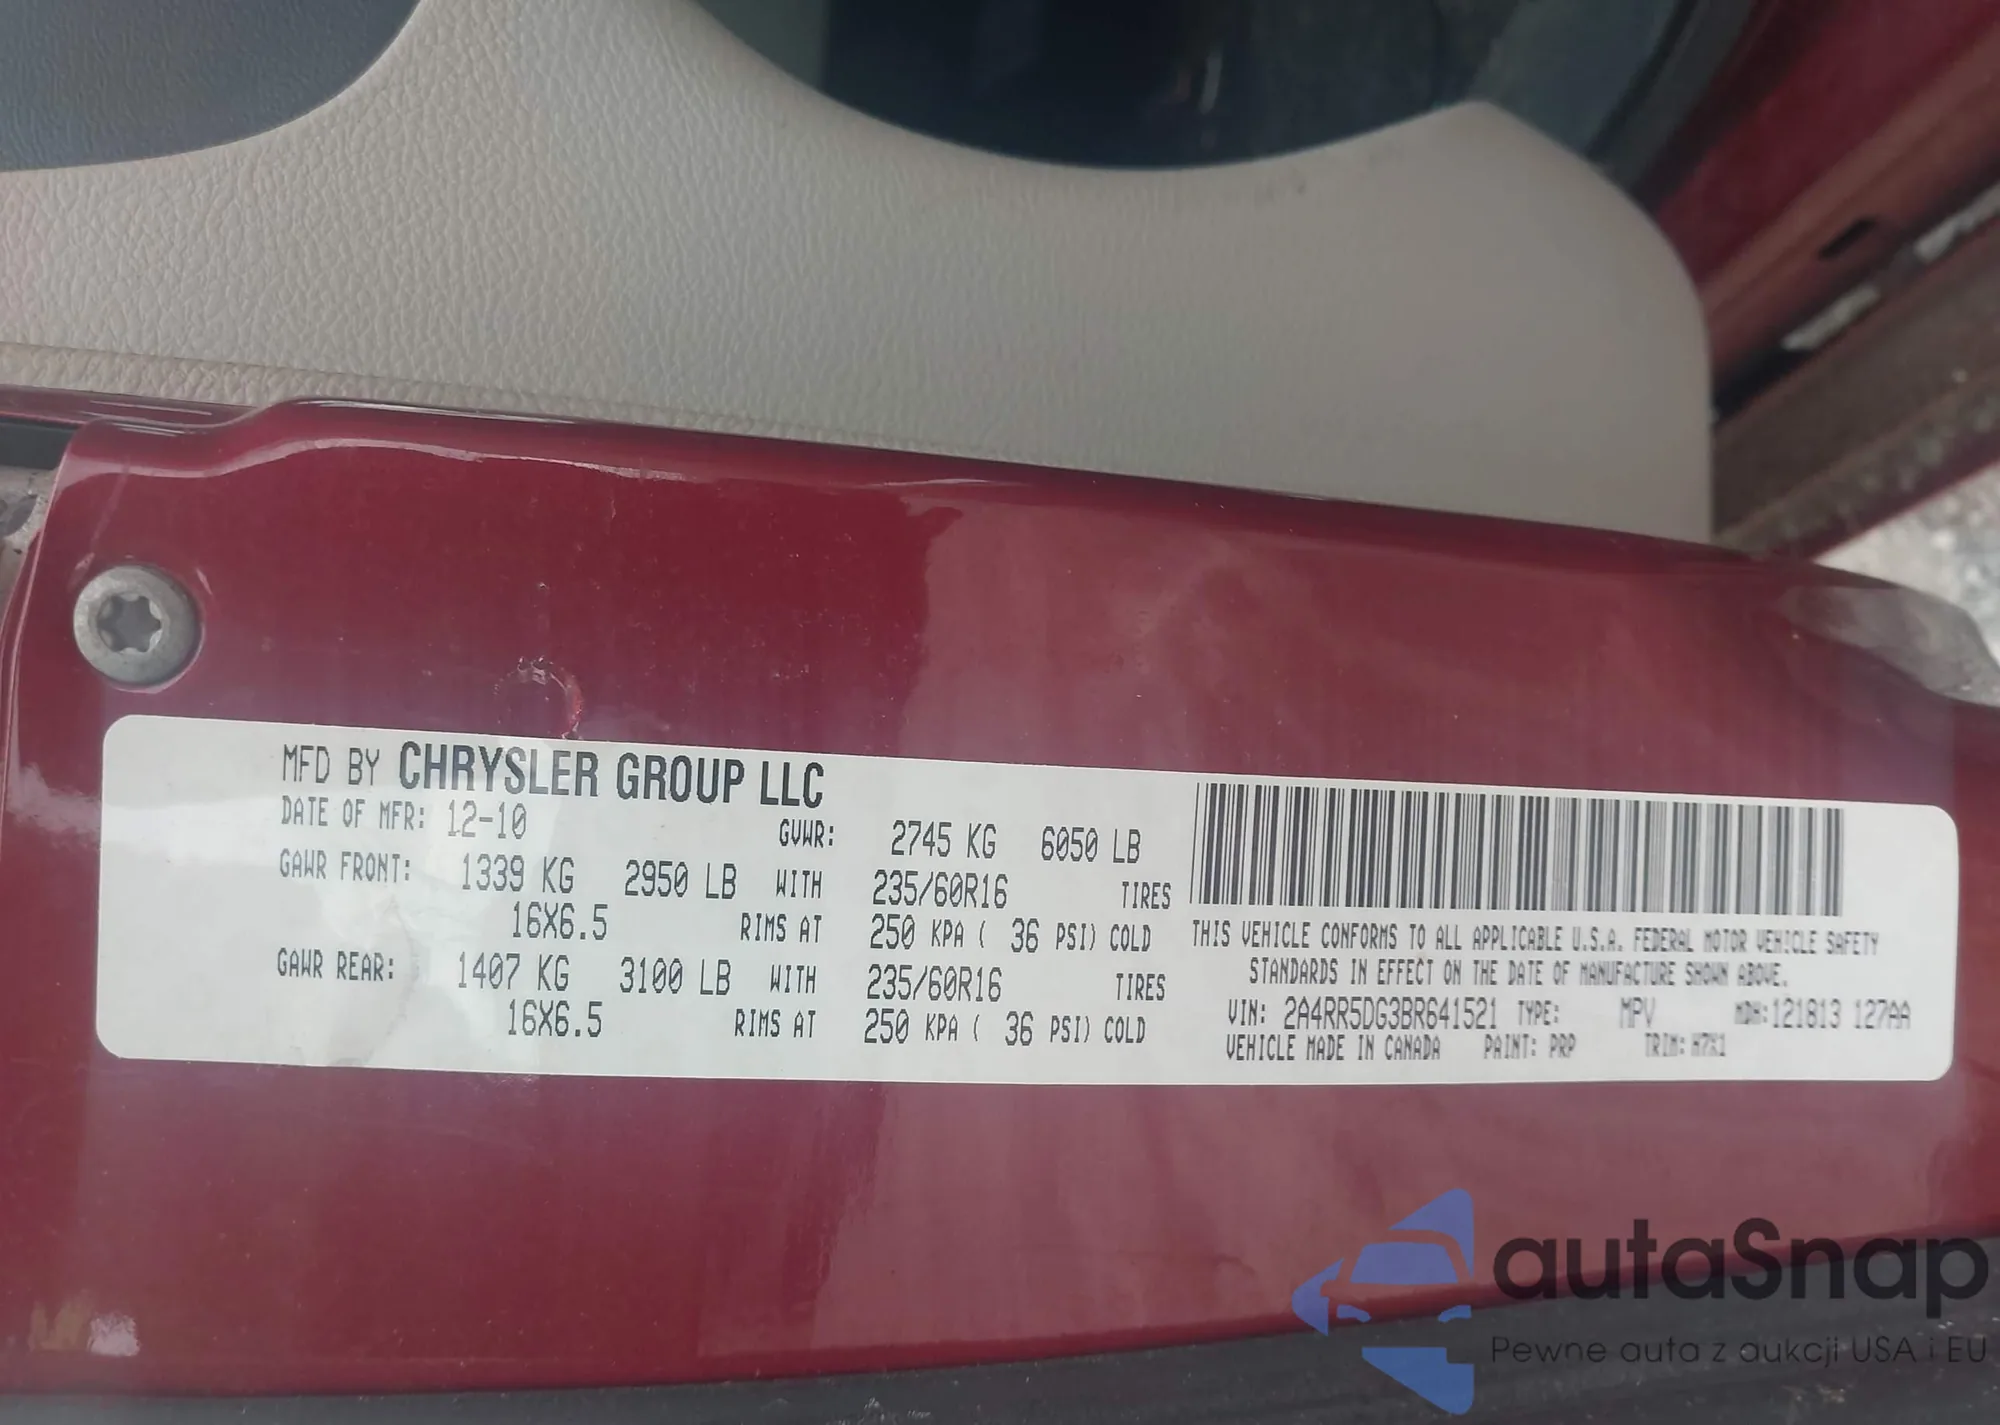 MFD BY CHRYSLER GROUP LLC
DATE OF MFR: 12-10 GVWR: 2745 KG 6050 LB
GAWR FRONT: 1339 KG 2950 LB WITH 235/60R16 TIRES
16X6.5 RIMS AT 250 KPA ( 36 PSI) COLD
GAWR REAR: 1407 KG 3100 LB WITH 235/60R16 TIRES
16X6.5 RIMS AT 250 KPA ( 36 PSI) COLD
THIS VEHICLE CONFORMS TO ALL APPLICABLE U.S.A. FEDERAL MOTOR VEHICLE SAFETY
STANDARDS IN EFFECT ON THE DATE OF MANUFACTURE SHOWN ABOVE.
VIN: 2A4RR5DG3BR641521 TYPE: MPV MDH:121813 127AA
VEHICLE MADE IN CANADA PAINT: PRP TRIM:
autaSnap
Pewne auta z aukcji USA i EU